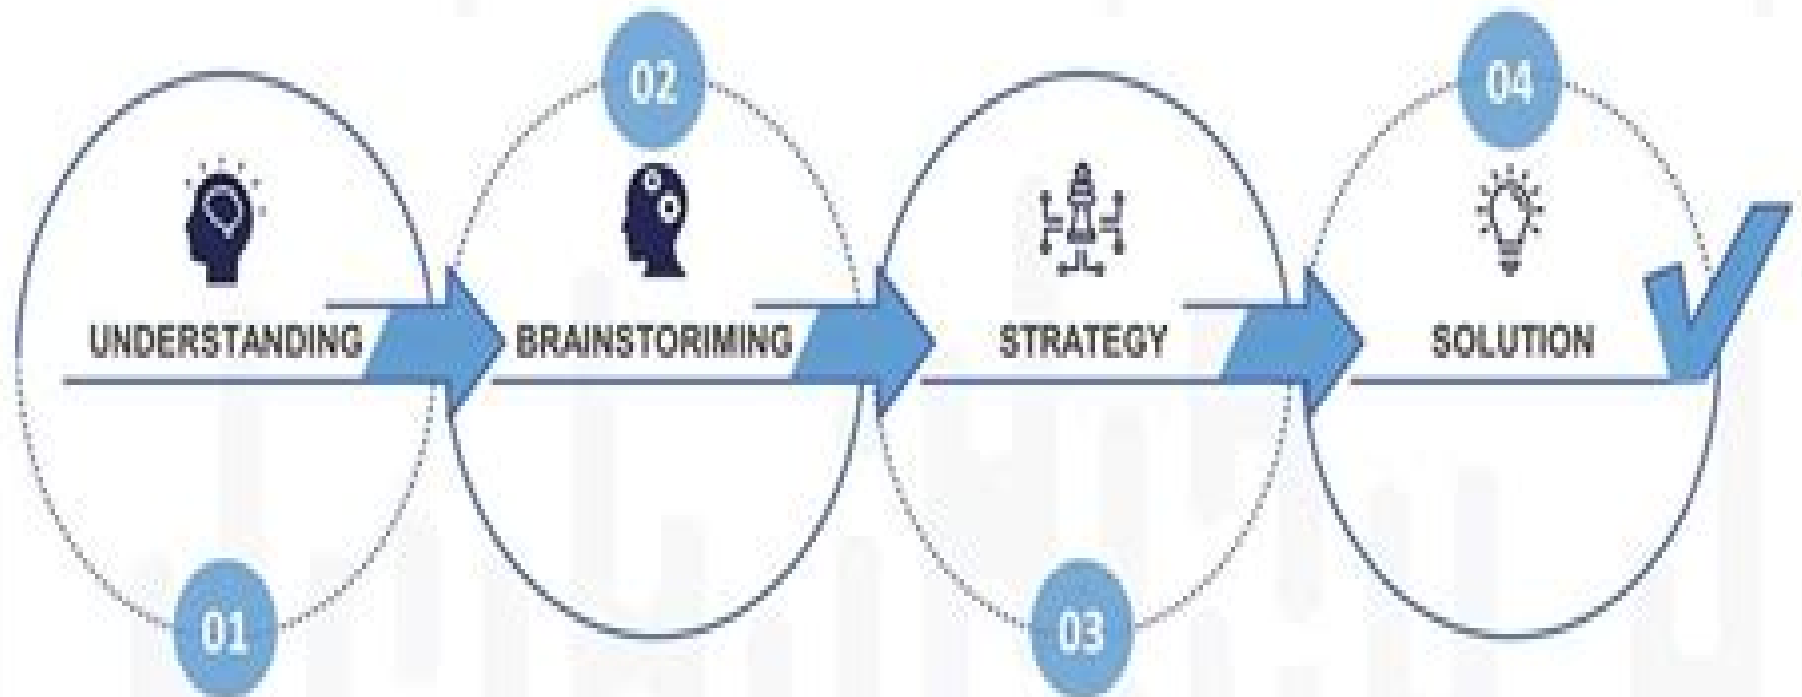 02
04
UNDERSTANDING
BRAINSTORIMING
STRATEGY
SOLUTION
01
03